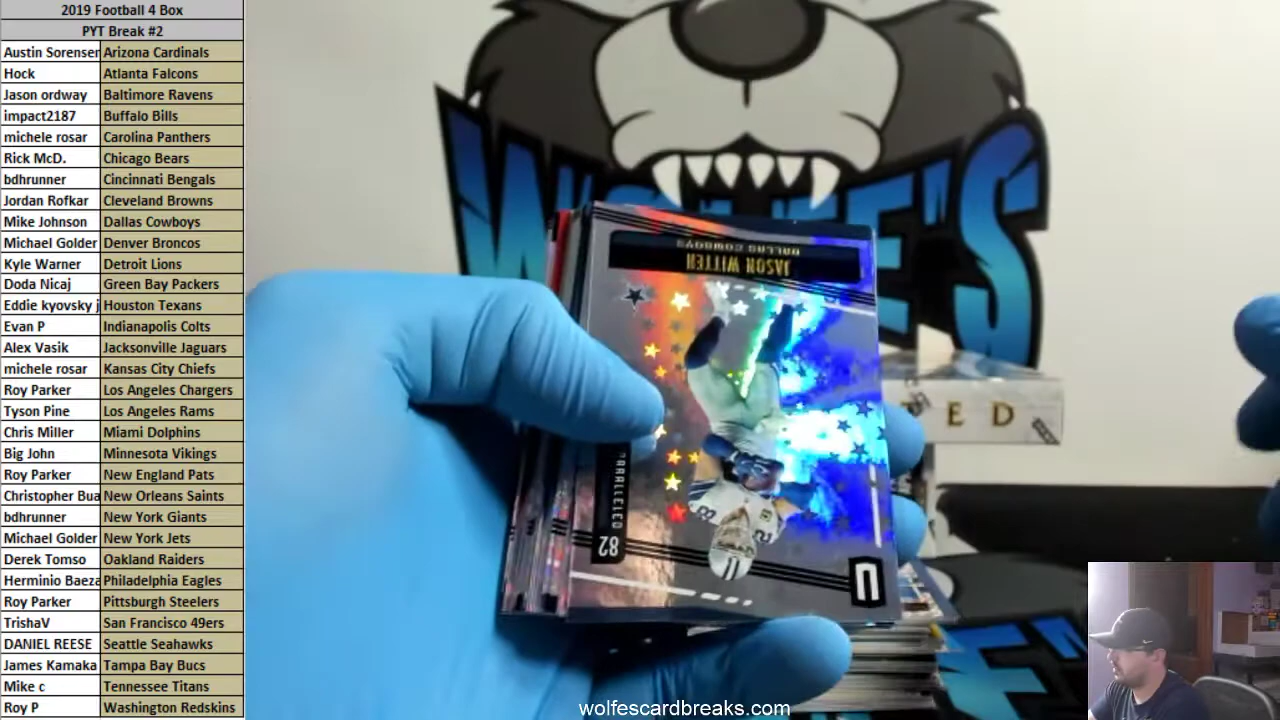 2019 Football 4 Box
PYT Break #2
Austin Sorenser Arizona Cardinals
Hock Atlanta Falcons
Jason ordway Baltimore Ravens
impact2187 Buffalo Bills
michele rosar Carolina Panthers
Rick McD. Chicago Bears
bdhrunner Cincinnati Bengals
Jordan Rofkar Cleveland Browns
Mike Johnson Dallas Cowboys
Michael Golder Denver Broncos
Kyle Warner Detroit Lions
Doda Nicaj Green Bay Packers
Eddie kyovsky j Houston Texans
Evan P Indianapolis Colts
Alex Vasik Jacksonville Jaguars
michele rosar Kansas City Chiefs
Roy Parker Los Angeles Chargers
Tyson Pine Los Angeles Rams
Chris Miller Miami Dolphins
Big John Minnesota Vikings
Roy Parker New England Pats
Christopher Bua New Orleans Saints
bdhrunner New York Giants
Michael Golder New York Jets
Derek Tomso Oakland Raiders
Herminio Baeza Philadelphia Eagles
Roy Parker Pittsburgh Steelers
TrishaV San Francisco 49ers
DANIEL REESE Seattle Seahawks
James Kamaka Tampa Bay Bucs
Mike c Tennessee Titans
Roy P Washington Redskins
DALLAS COWBOYS
JASON WITTEN
82
U
E D
wolfescardbreaks.com